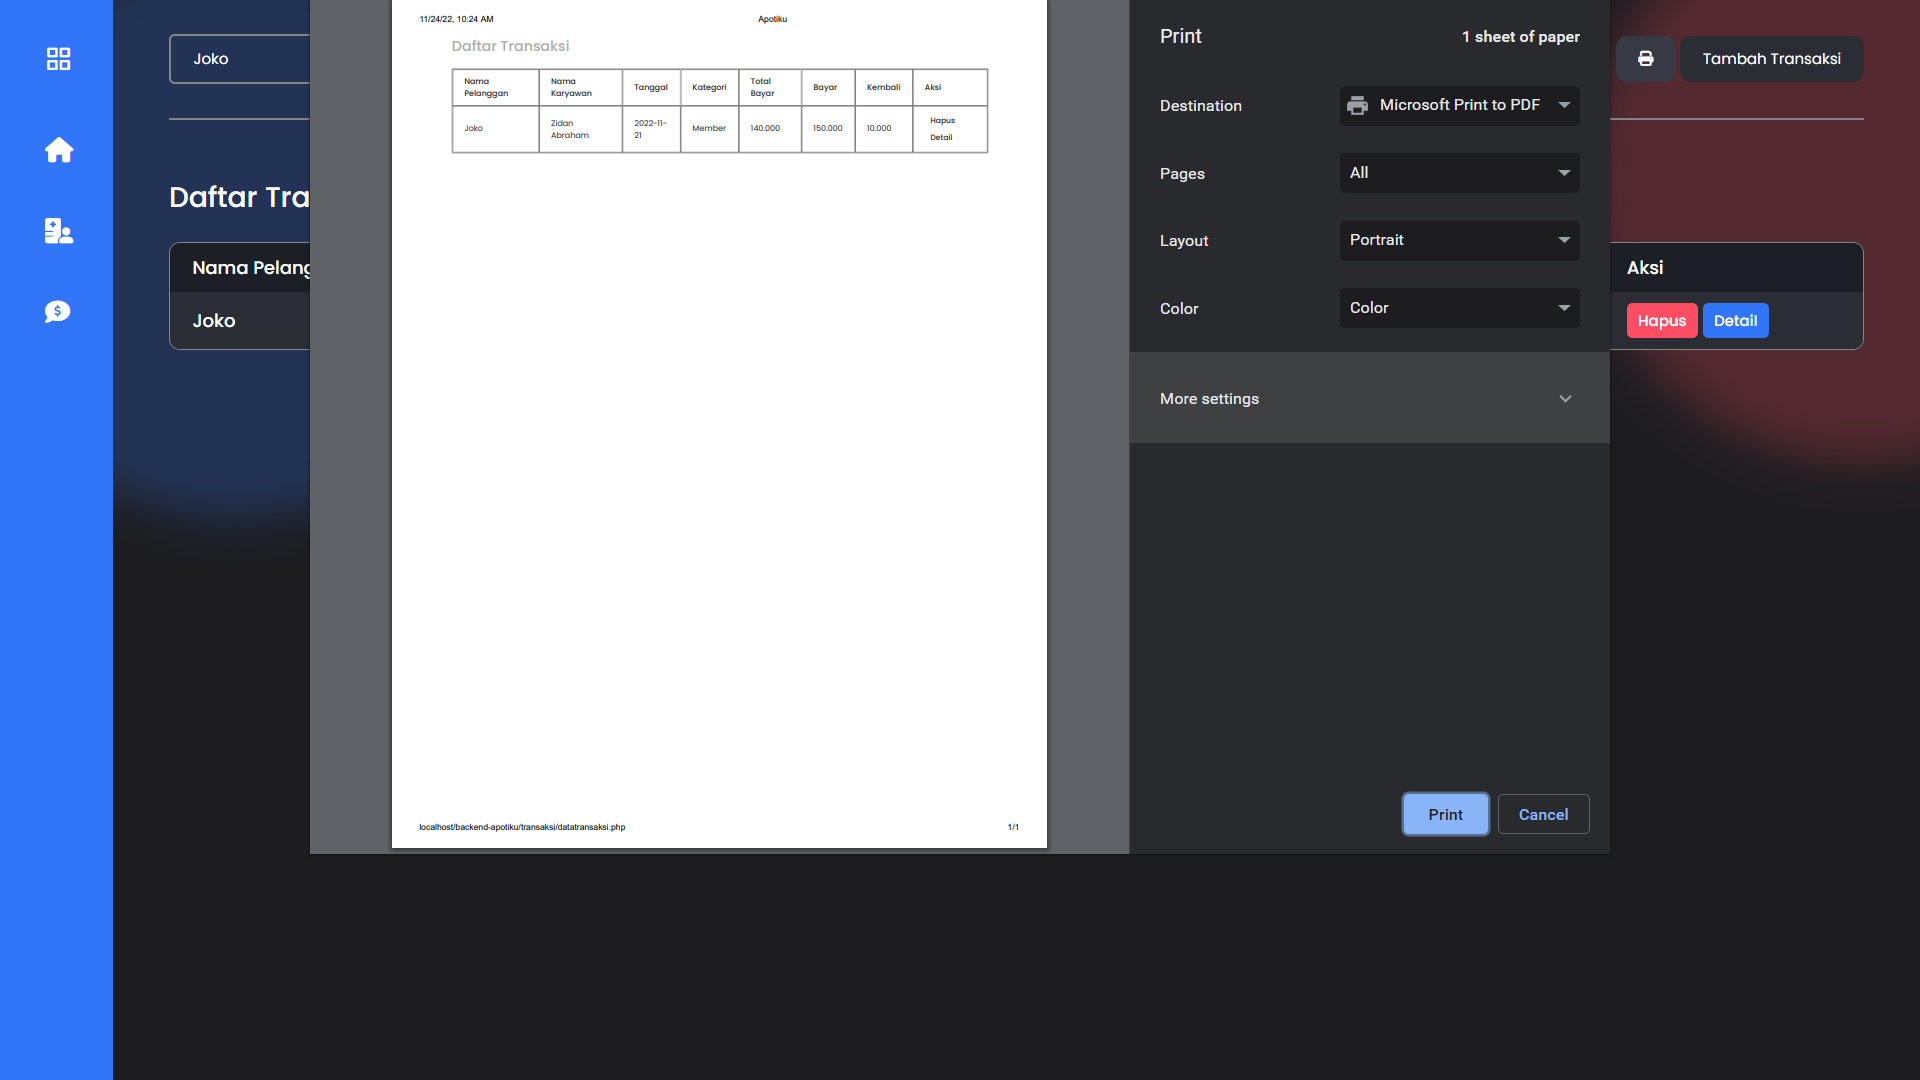 Joko
Daftar Tra
Nama Pelang
Joko
11/24/22, 10:24 AM
Apotiku
Daftar Transaksi
Nama Pelanggan
Nama Karyawan
Tanggal
Kategori
Total Bayar
Bayar
Kembali
Aksi
Joko
Zidan Abraham
2022-11-21
Member
140.000
150.000
10.000
Hapus
Detail
localhost/backend-apotiku/transaksi/datatransaksi.php
1/1
Print
1 sheet of paper
Destination
Microsoft Print to PDF
Pages
All
Layout
Portrait
Color
Color
More settings
Print
Cancel
Tambah Transaksi
Aksi
Hapus
Detail